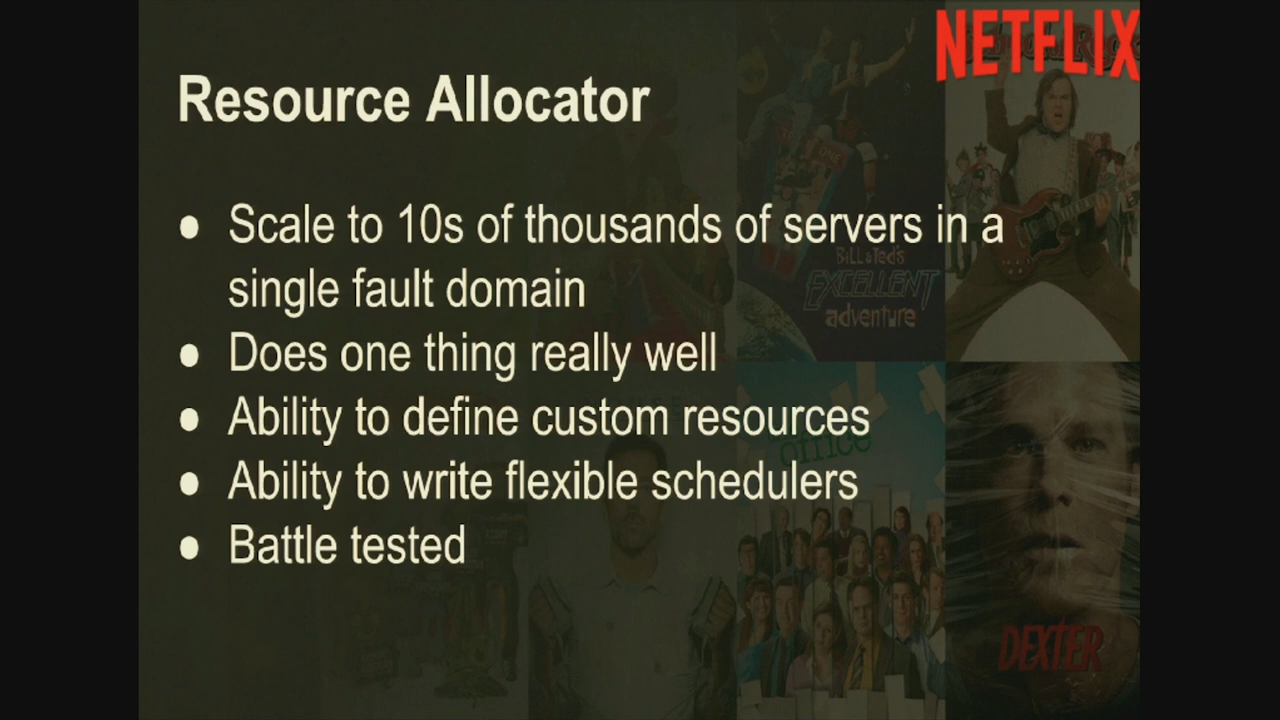 NETFLIX
Resource Allocator
● Scale to 10s of thousands of servers in a
single fault domain
● Does one thing really well
● Ability to define custom resources
● Ability to write flexible schedulers
● Battle tested
BiLL & Ted's
EXCELLENT
adventure
office
DEXTER